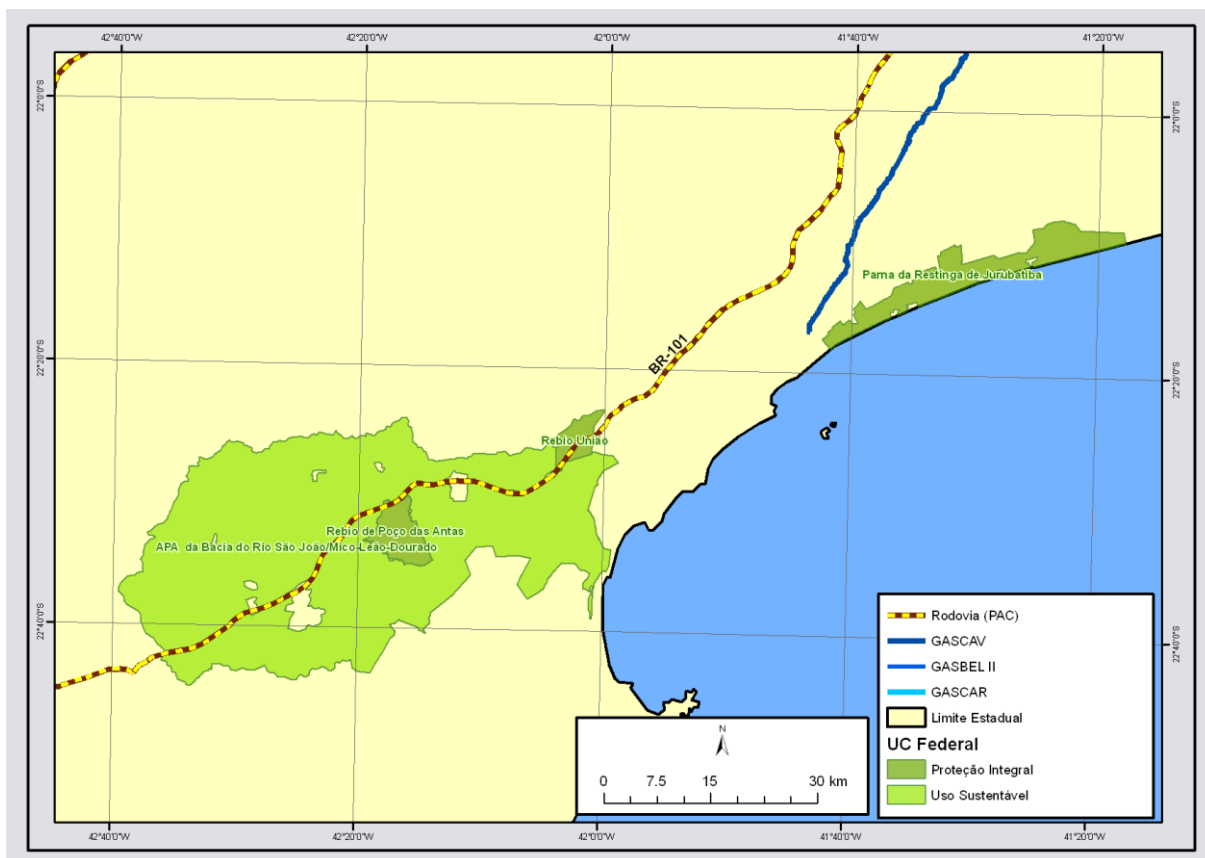 42°40'0"W
42°20'0"W
42°0'0"W
41°40'0"W
41°20'0"W
22°0'0"S
22°0'0"S
Parna da Restinga de Jurubatiba
22°20'0"S
BR-101
22°20'0"S
Rebio União
Rebio de Poço das Antas
APA da Bacia do Rio São João/Mico-Leão-Dourado
22°40'0"S
22°40'0"S
Rodovia (PAC)
GASCAV
GASBEL II
GASCAR
Limite Estadual
UC Federal
Proteção Integral
Uso Sustentável
N
0 7.5 15 30 km
42°40'0"W
42°20'0"W
42°0'0"W
41°40'0"W
41°20'0"W